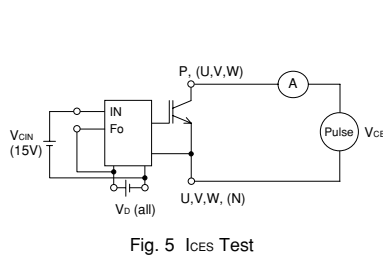 P, (U,V,W)
A
IN
Fo
VCIN
(15V)
Pulse
VCE
VD (all)
U,V,W, (N)
Fig. 5 ICES Test